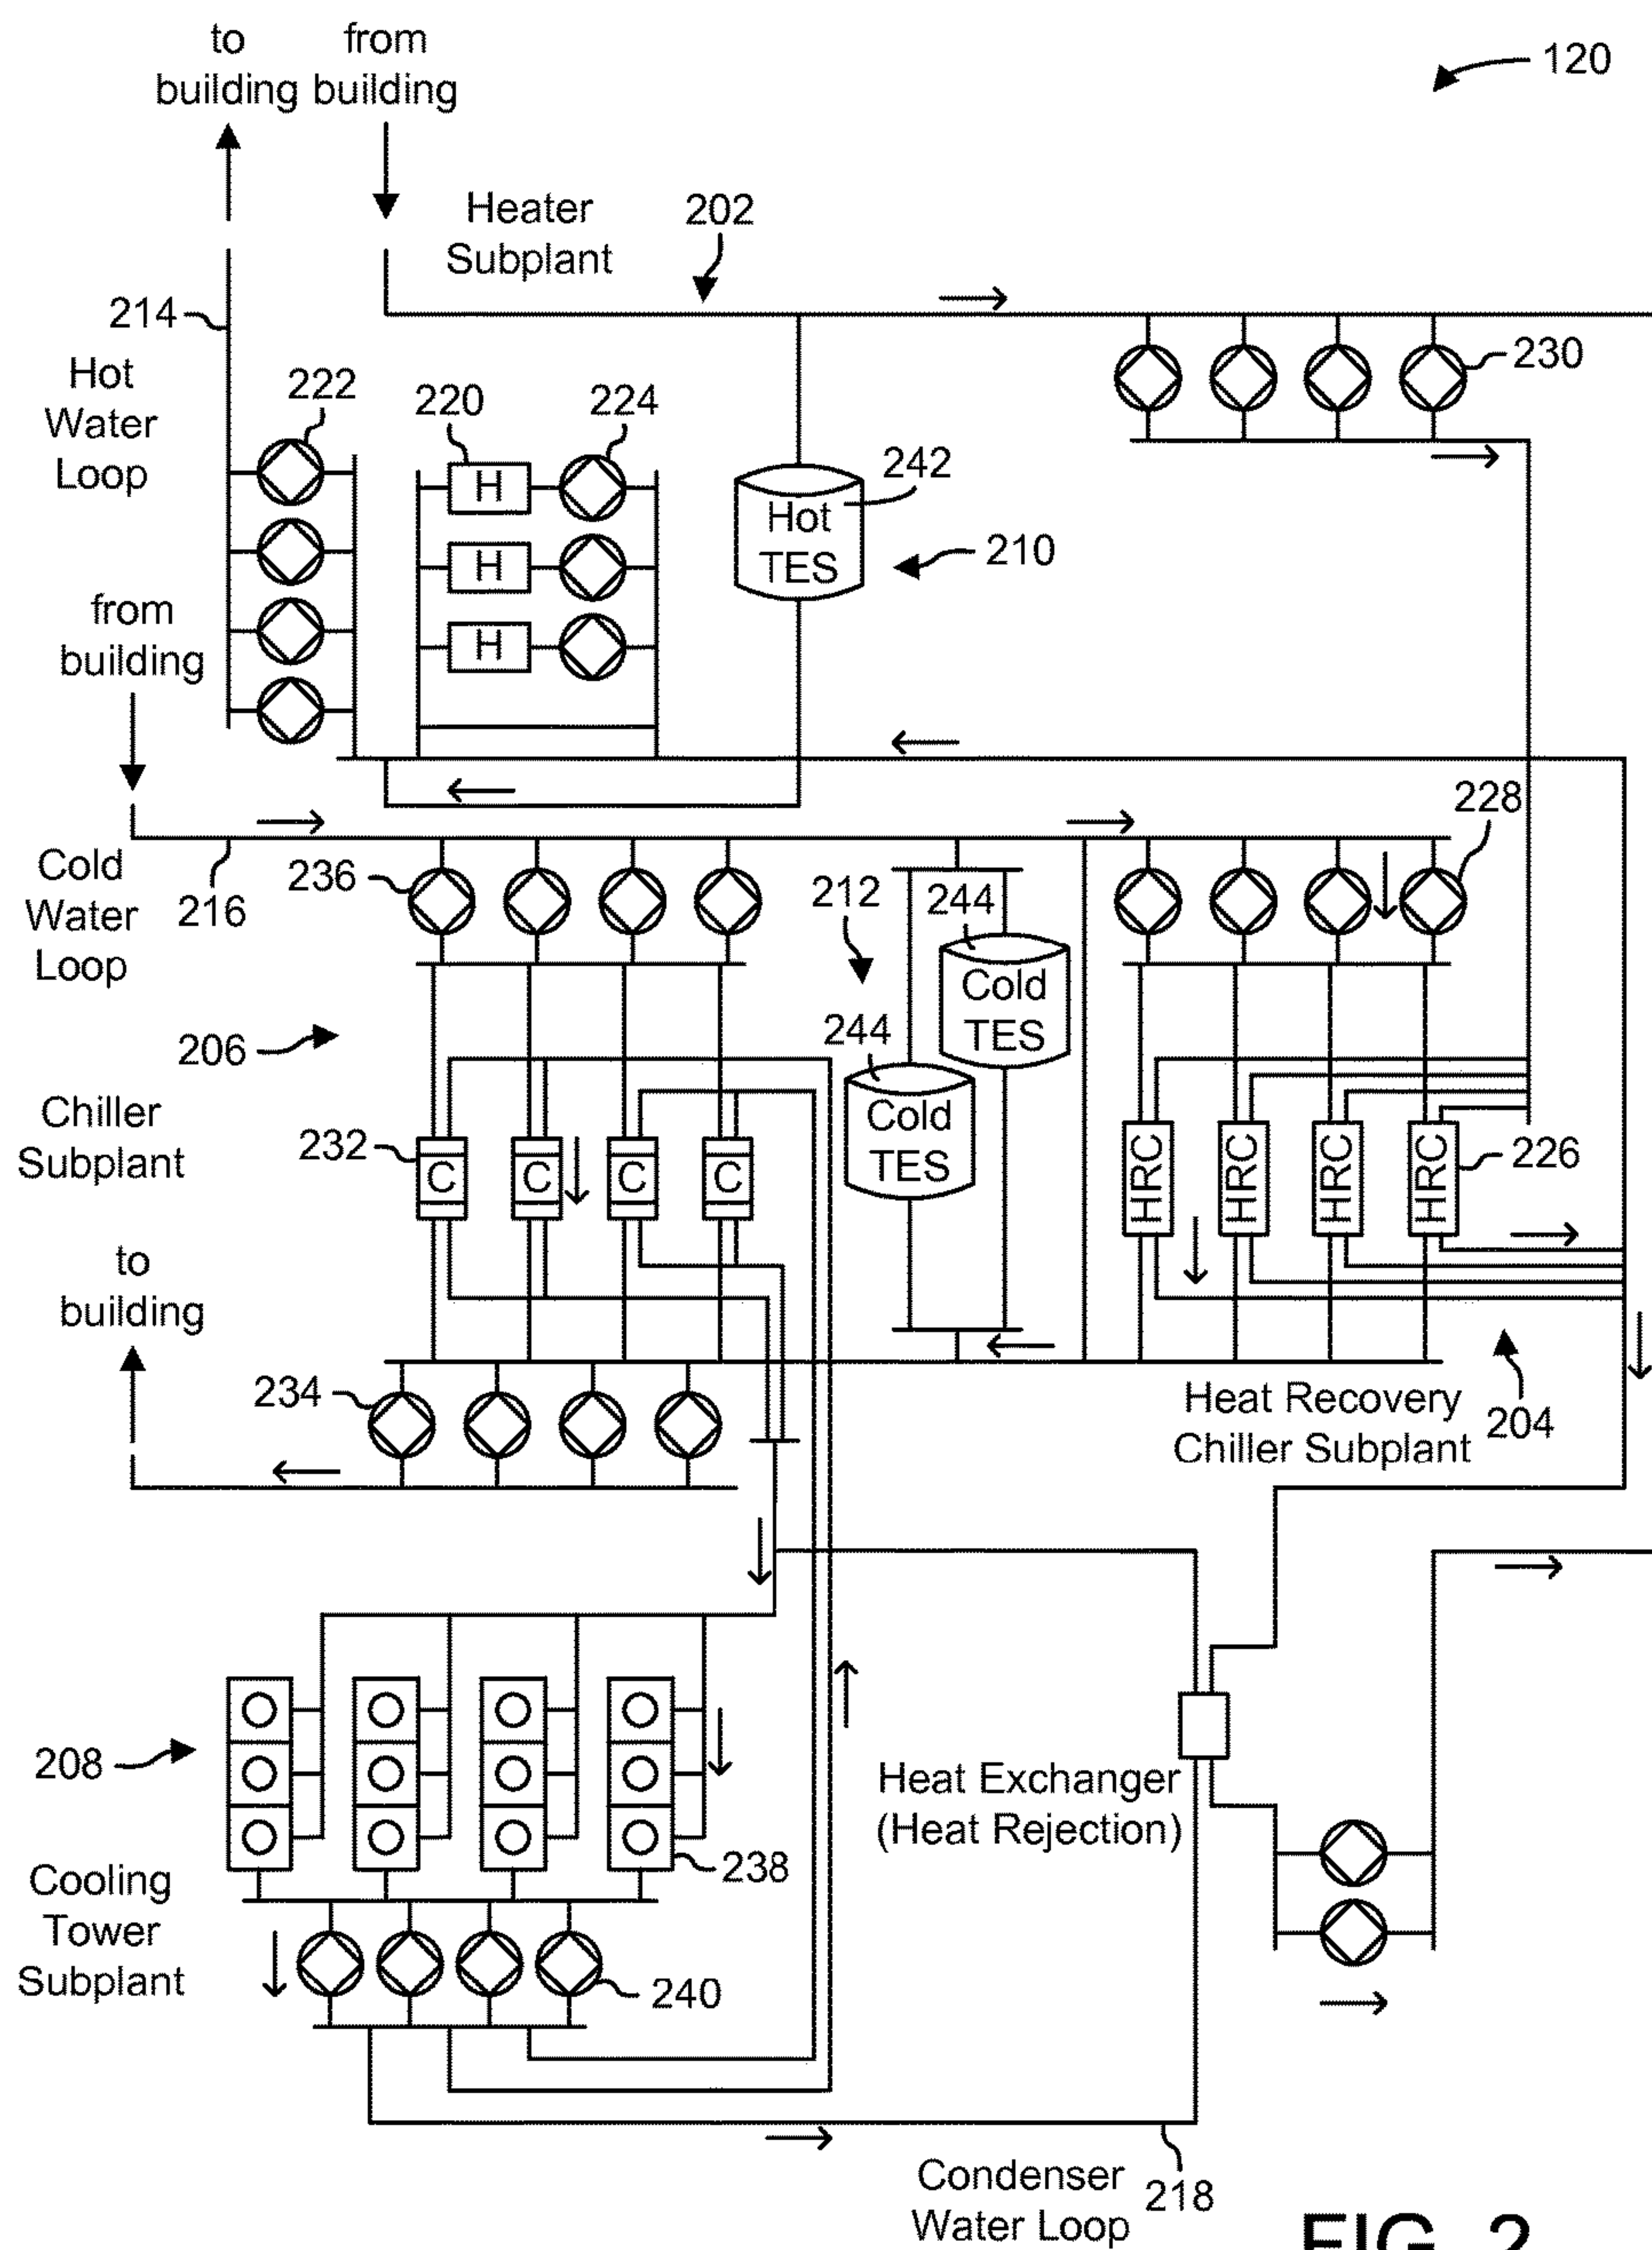 to
building
from
building
120
Heater
Subplant
202
214
Hot
Water
Loop
222
220
224
230
H
H
H
Hot
TES
242
210
from
building
228
Cold
Water
Loop
216
236
212
244
Cold
TES
244
Cold
TES
206
Chiller
Subplant
232
C
C
C
C
HRC
HRC
HRC
HRC
226
to
building
234
Heat Recovery
Chiller Subplant
204
208
Heat Exchanger
(Heat Rejection)
238
Cooling
Tower
Subplant
240
Condenser
Water Loop
218
FIG. 2